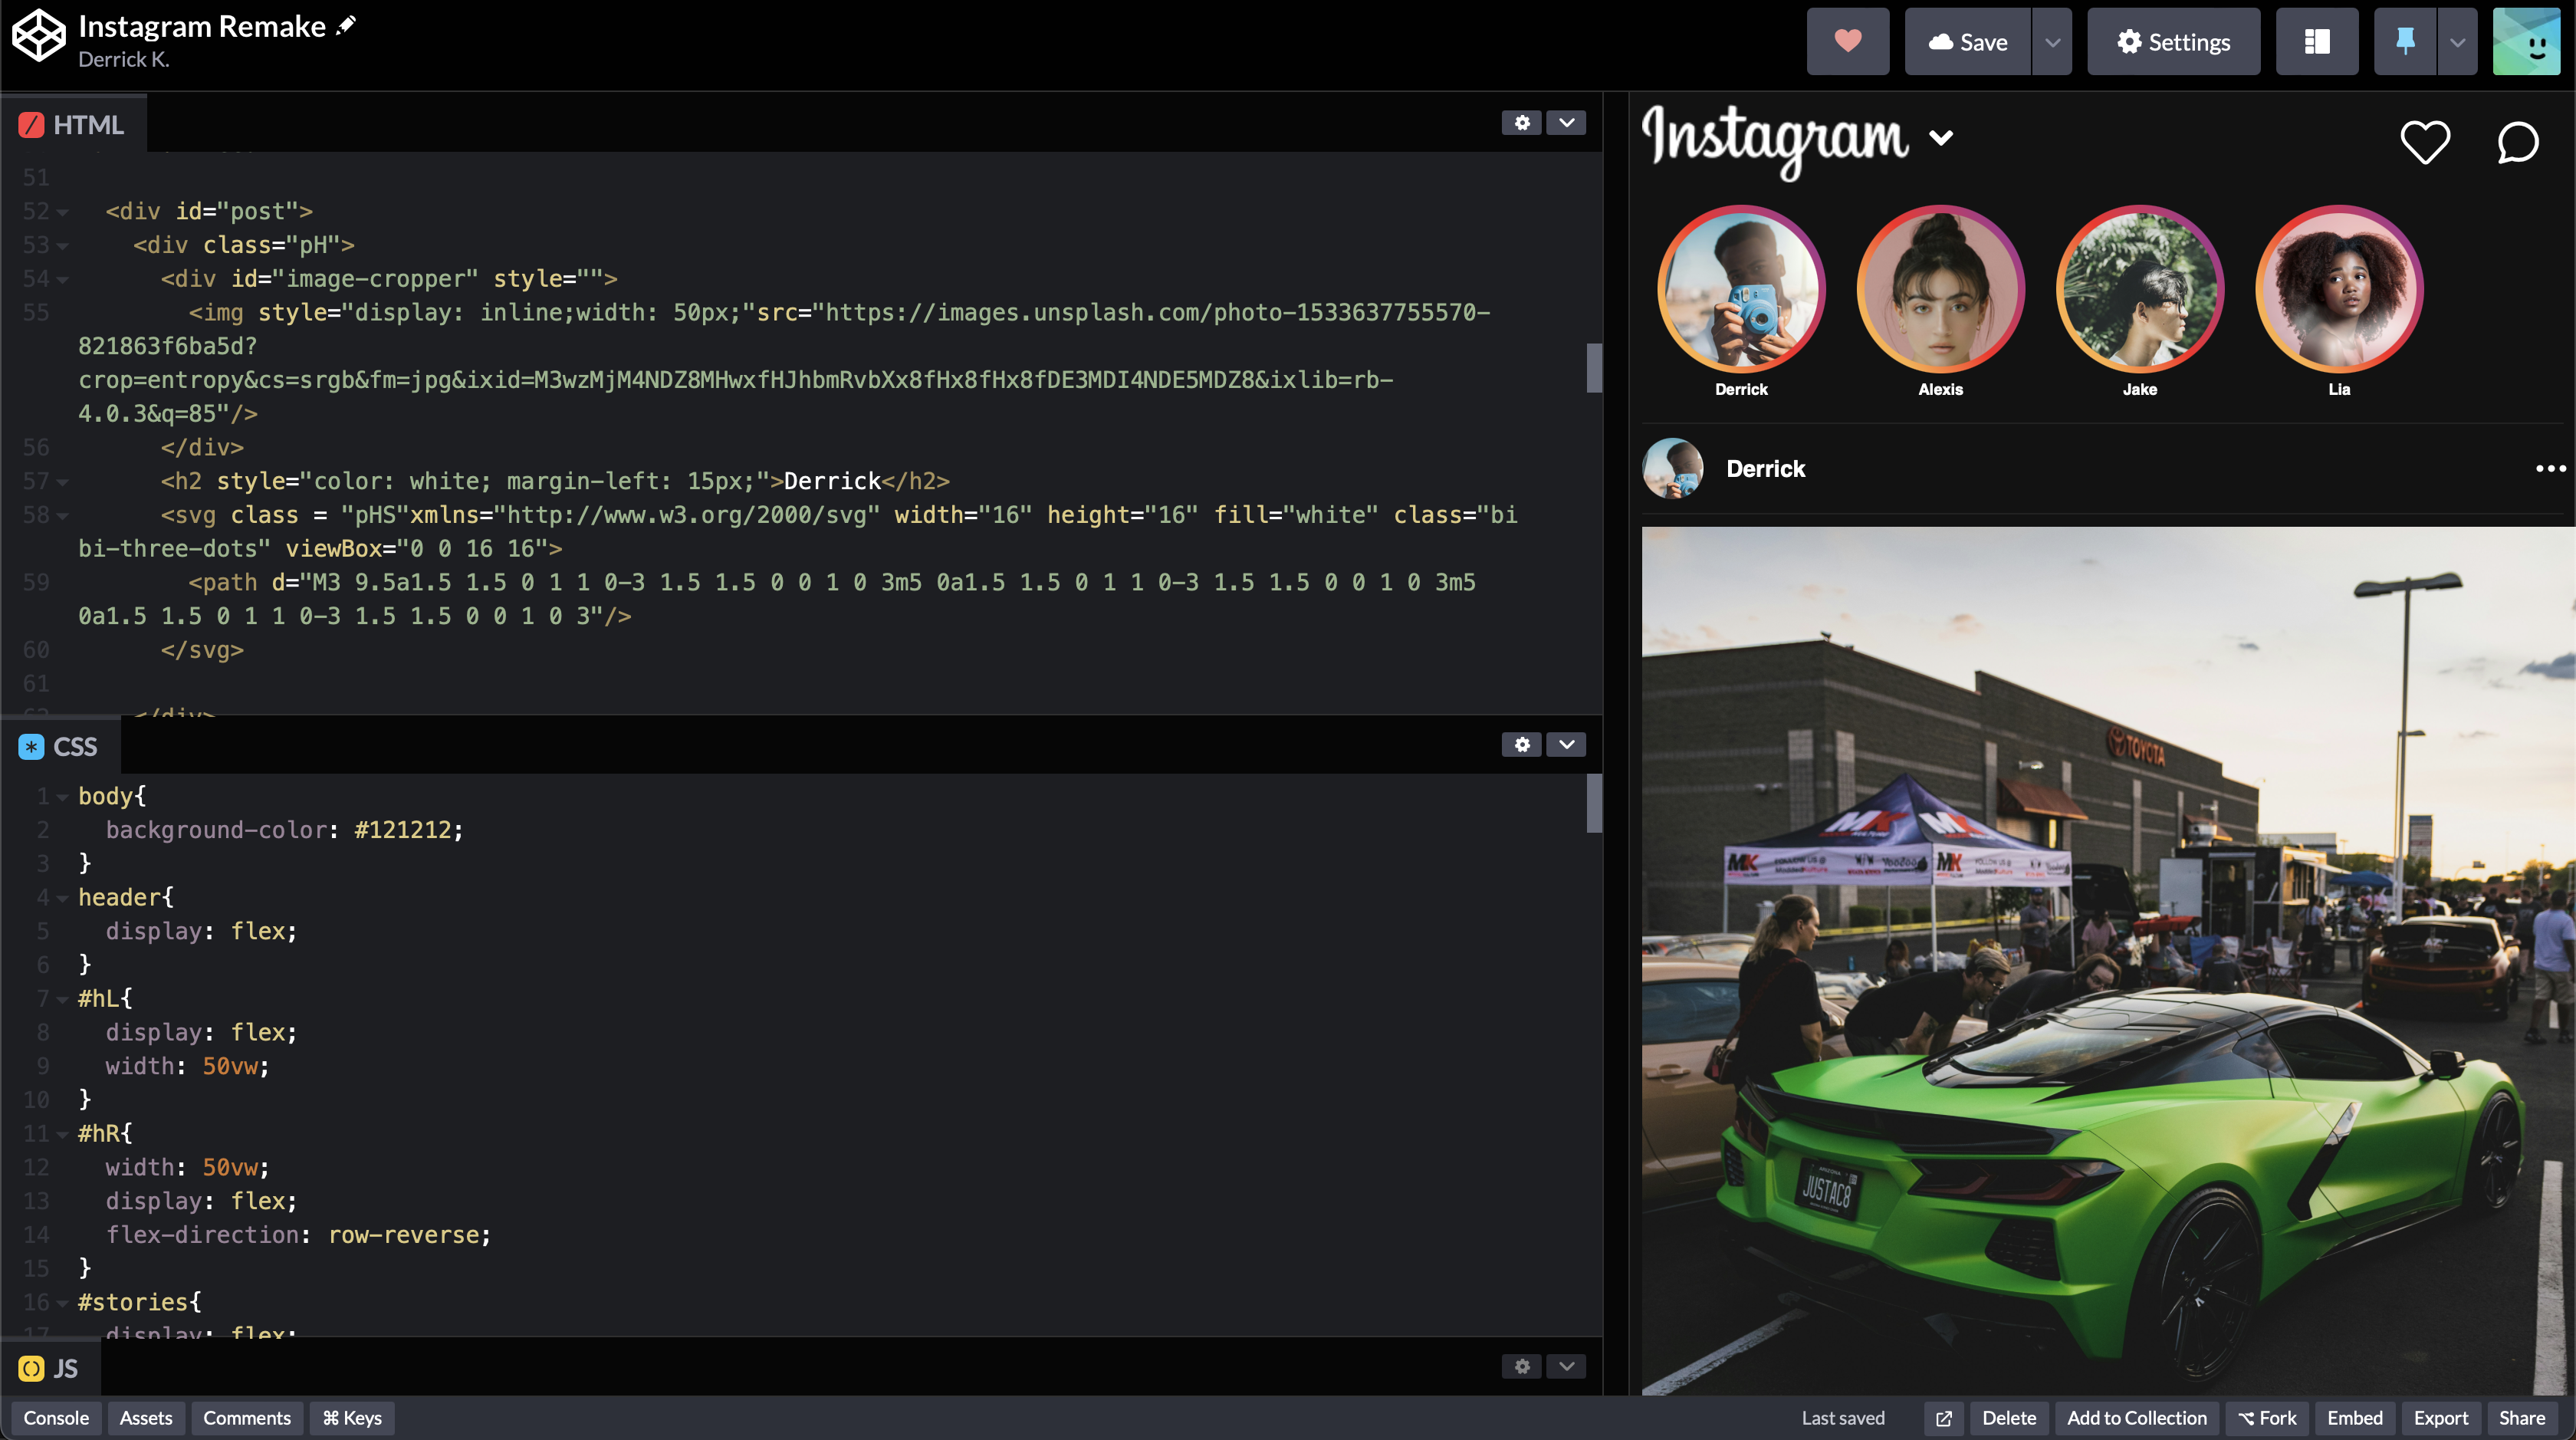 Instagram Remake
Derrick K.
Save
Settings
HTML
51
52 <div id="post">
53 <div class="pH">
54 <div id="image-cropper" style="">
55 <img style="display: inline;width: 50px;"src="https://images.unsplash.com/photo-1533637755570-
821863f6ba5d?
crop=entropy&cs=srgb&fm=jpg&ixid=M3wzMjM4NDZ8MHwxfHJhbmRvbXx8fHx8fHx8fDE3MDI4NDE5MDZ8&ixlib=rb-
4.0.3&q=85"/>
56 </div>
57 <h2 style="color: white; margin-left: 15px;">Derrick</h2>
58 <svg class = "pHS"xmlns="http://www.w3.org/2000/svg" width="16" height="16" fill="white" class="bi
bi-three-dots" viewBox="0 0 16 16">
59 <path d="M3 9.5a1.5 1.5 0 1 1 0-3 1.5 1.5 0 0 1 0 3m5 0a1.5 1.5 0 1 1 0-3 1.5 1.5 0 0 1 0 3m5
0a1.5 1.5 0 1 1 0-3 1.5 1.5 0 0 1 0 3"/>
60 </svg>
61
62 </div>
CSS
1 body{
2 background-color: #121212;
3 }
4 header{
5 display: flex;
6 }
7 #hL{
8 display: flex;
9 width: 50vw;
10 }
11 #hR{
12 width: 50vw;
13 display: flex;
14 flex-direction: row-reverse;
15 }
16 #stories{
17 display: flex;
JS
Instagram
Derrick
Alexis
Jake
Lia
Derrick
TOYOTA
MK
MK
MK
FOLLOW US @
VooDoo
MK
FOLLOW US @
JUSTAC8
Console
Assets
Comments
⌘ Keys
Last saved
Delete
Add to Collection
Fork
Embed
Export
Share